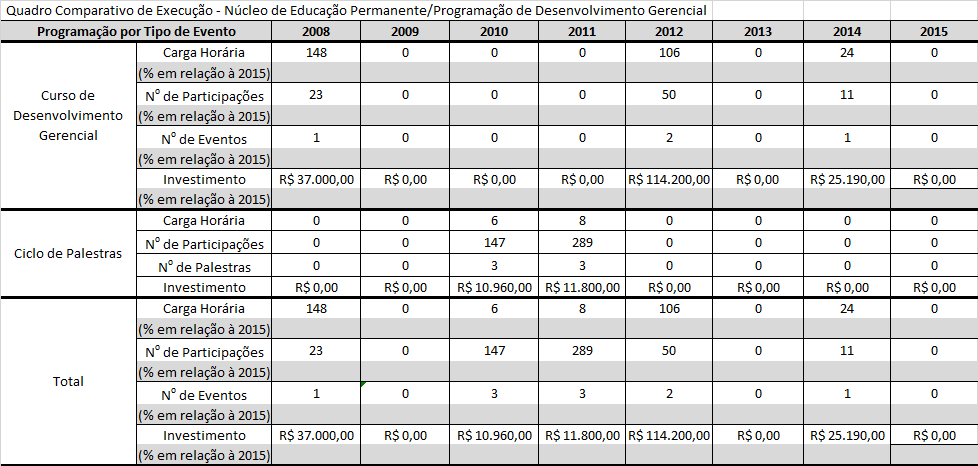 Quadro Comparativo de Execução - Núcleo de Educação Permanente/Programação de Desenvolvimento Gerencial
Programação por Tipo de Evento 2008 2009 2010 2011 2012 2013 2014 2015
Curso de Desenvolvimento Gerencial
Carga Horária 148 0 0 0 106 0 24 0
(% em relação à 2015)
Nº de Participações 23 0 0 0 50 0 11 0
(% em relação à 2015)
Nº de Eventos 1 0 0 0 2 0 1 0
(% em relação à 2015)
Investimento R$ 37.000,00 R$ 0,00 R$ 0,00 R$ 0,00 R$ 114.200,00 R$ 0,00 R$ 25.190,00 R$ 0,00
(% em relação à 2015)
Ciclo de Palestras
Carga Horária 0 0 6 8 0 0 0 0
Nº de Participações 0 0 147 289 0 0 0 0
Nº de Palestras 0 0 3 3 0 0 0 0
Investimento R$ 0,00 R$ 0,00 R$ 10.960,00 R$ 11.800,00 R$ 0,00 R$ 0,00 R$ 0,00 R$ 0,00
Total
Carga Horária 148 0 6 8 106 0 24 0
(% em relação à 2015)
Nº de Participações 23 0 147 289 50 0 11 0
(% em relação à 2015)
Nº de Eventos 1 0 3 3 2 0 1 0
(% em relação à 2015)
Investimento R$ 37.000,00 R$ 0,00 R$ 10.960,00 R$ 11.800,00 R$ 114.200,00 R$ 0,00 R$ 25.190,00 R$ 0,00
(% em relação à 2015)